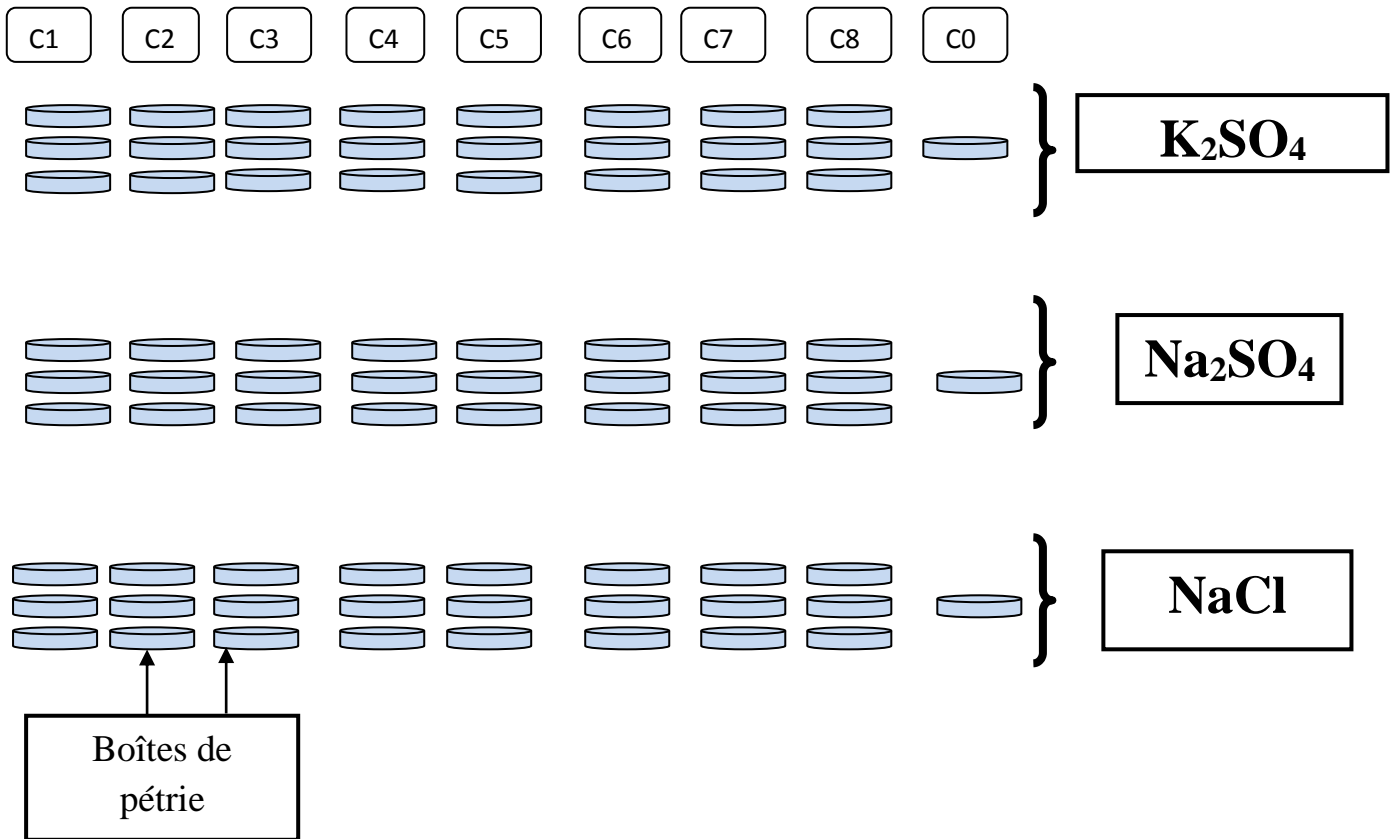 C1 C2 C3 C4 C5 C6 C7 C8 C0
K₂SO₄
Na₂SO₄
NaCl
Boîtes de
pétrie